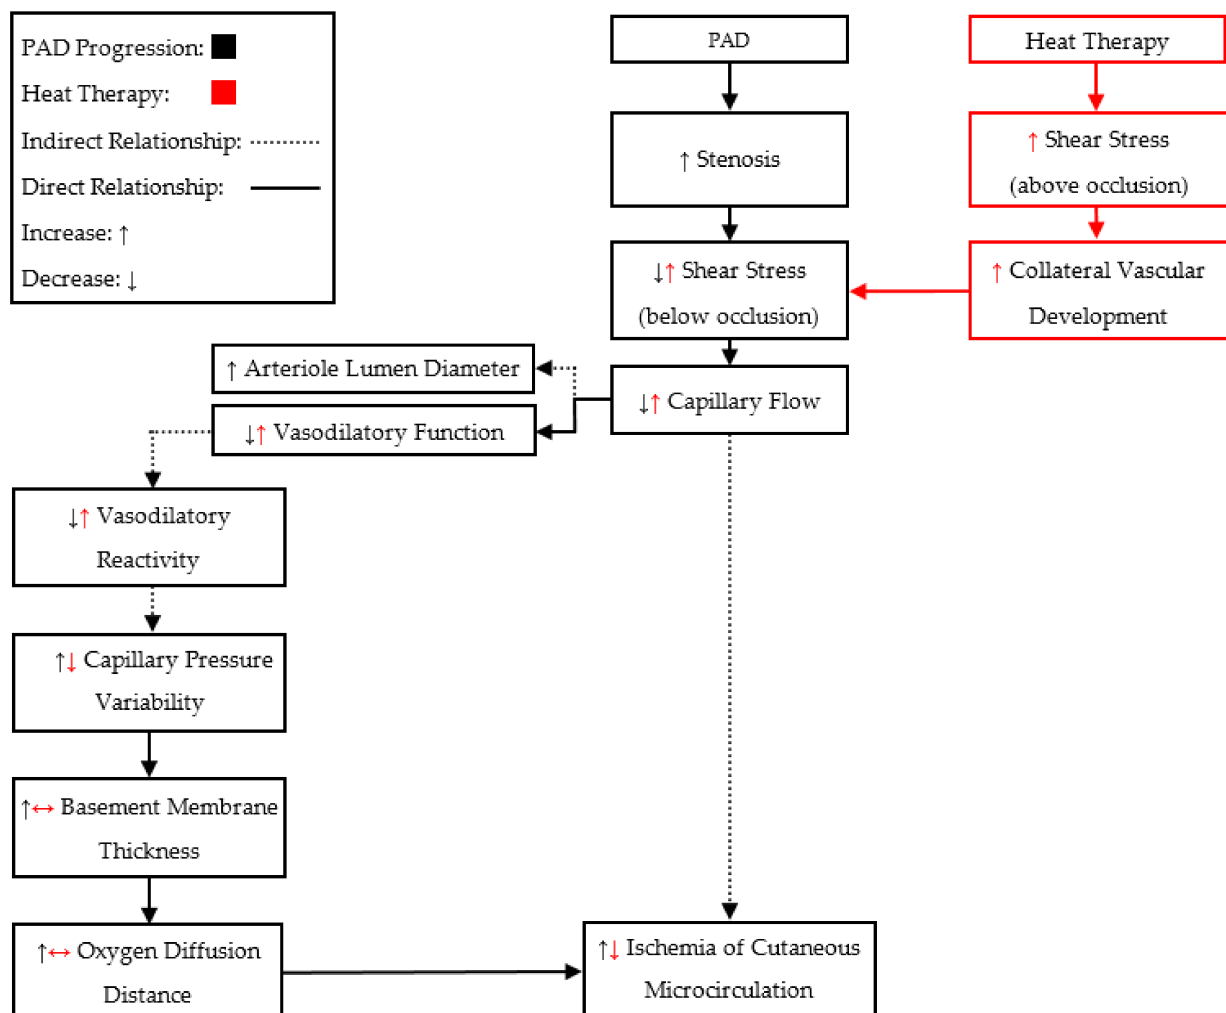 PAD Progression:
Heat Therapy:
Indirect Relationship:
Direct Relationship:
Increase: ↑
Decrease: ↓
PAD
Heat Therapy
↑ Stenosis
↑ Shear Stress
(above occlusion)
↓↑ Shear Stress
(below occlusion)
↑ Collateral Vascular
Development
↑ Arteriole Lumen Diameter
↓↑ Capillary Flow
↓↑ Vasodilatory Function
↓↑ Vasodilatory
Reactivity
↑↓ Capillary Pressure
Variability
↑↔ Basement Membrane
Thickness
↑↔ Oxygen Diffusion
Distance
↑↓ Ischemia of Cutaneous
Microcirculation